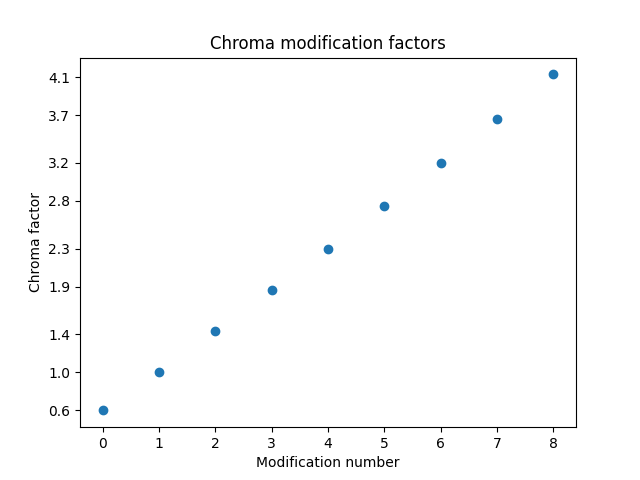 Chroma modification factors
Chroma factor
4.1
3.7
3.2
2.8
2.3
1.9
1.4
1.0
0.6
0 1 2 3 4 5 6 7 8
Modification number